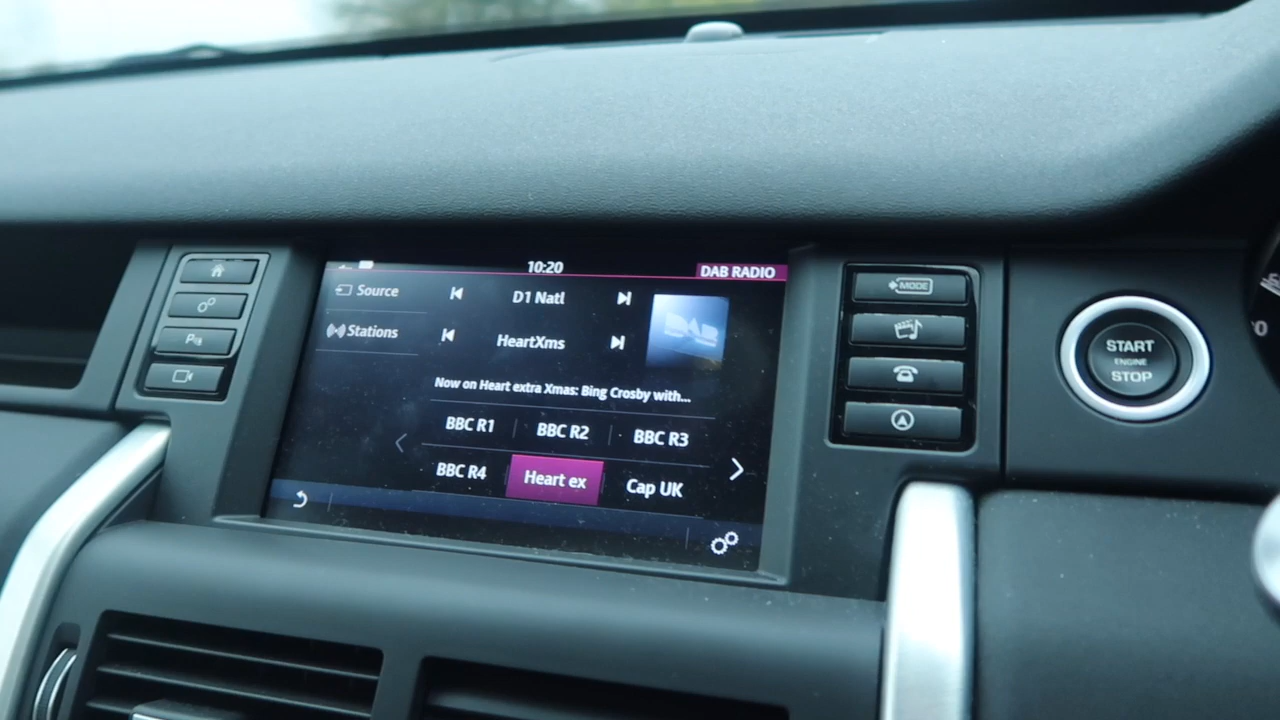 10:20
DAB RADIO
Source
D1 Natl
DAB
Stations
HeartXms
Now on Heart extra Xmas: Bing Crosby with...
BBC R1
BBC R2
BBC R3
BBC R4
Heart ex
Cap UK
P
MODE
START
ENGINE
STOP